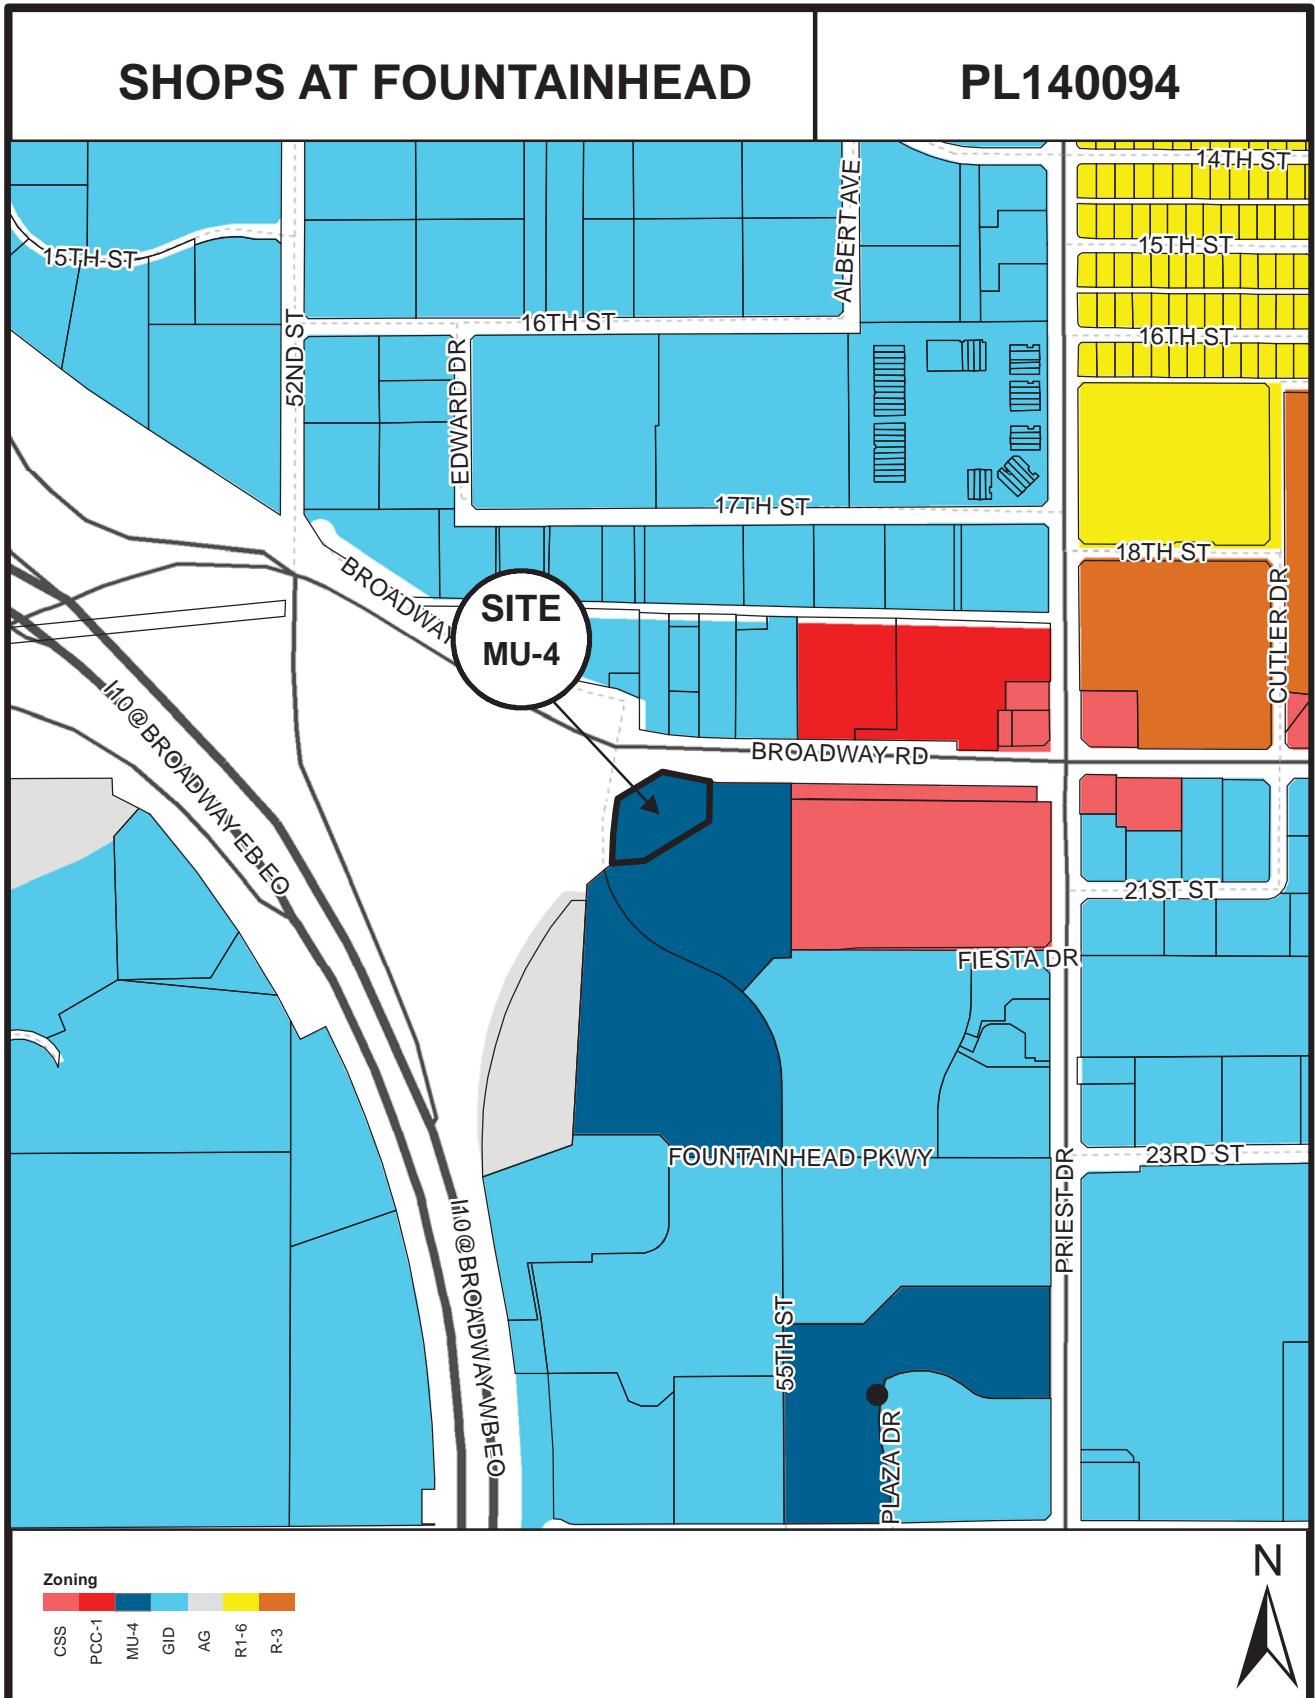 SHOPS AT FOUNTAINHEAD
PL140094
14TH ST
15TH ST
15TH ST
ALBERT AVE
16TH ST
16TH ST
52ND ST
EDWARD DR
17TH ST
18TH ST
BROADWAY
SITE
MU-4
CUTLER DR
BROADWAY RD
I10@BROADWAY EB EO
21ST ST
FIESTA DR
FOUNTAINHEAD PKWY
23RD ST
PRIEST DR
I10@BROADWAY WB EO
55TH ST
PLAZA DR
Zoning
CSS
PCC-1
MU-4
GID
AG
R1-6
R-3
N